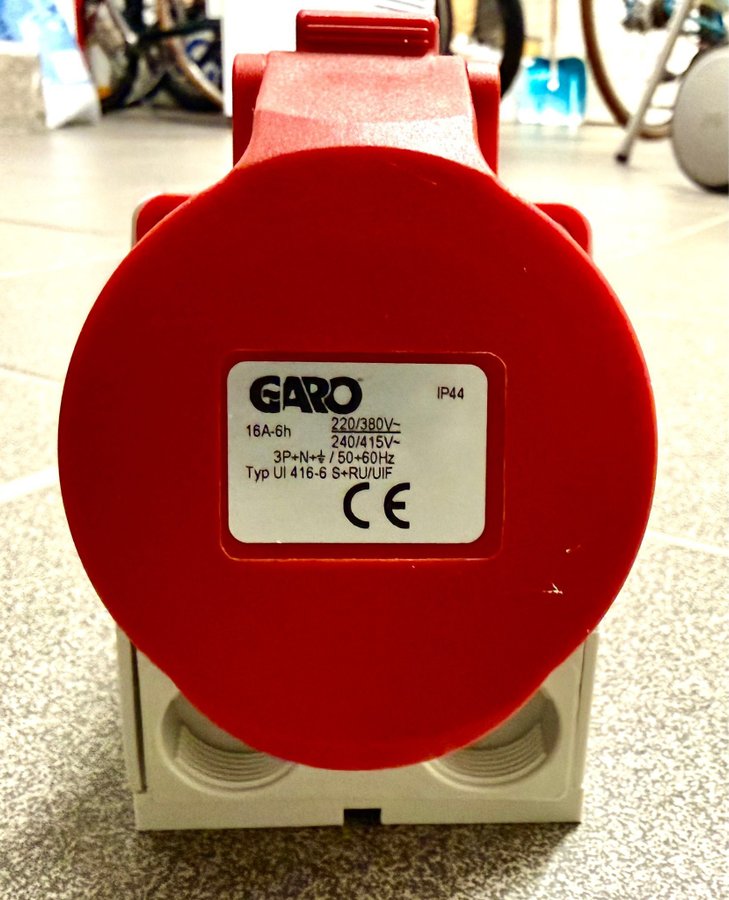 GARO
IP44
16A-6h
220/380V~
240/415V~
3P+N+⏚ / 50+60Hz
Typ UI 416-6 S+RU/UIF
CE